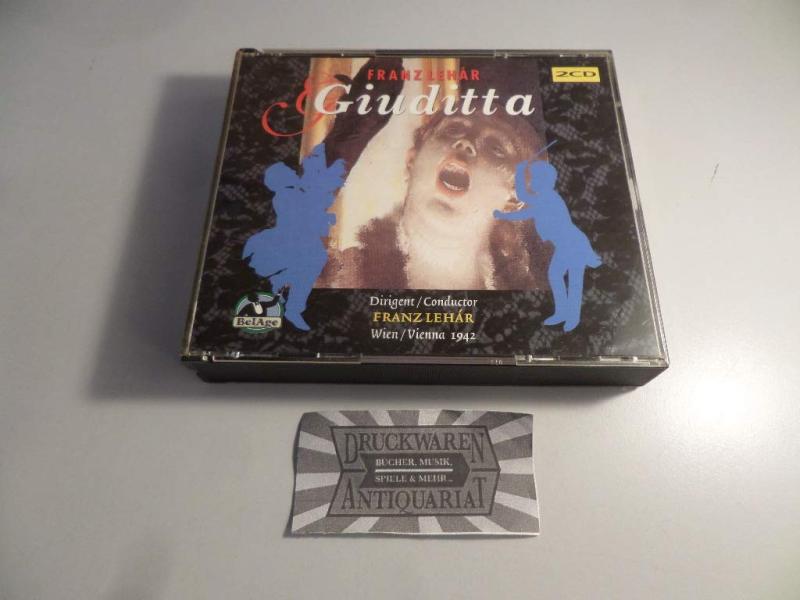 FRANZ LEHÁR
2CD
Giuditta
Dirigent / Conductor
FRANZ LEHÁR
Wien / Vienna 1942
BelAge
DRUCKWAREN
BÜCHER, MUSIK,
SPIELE & MEHR...
ANTIQUARIAT